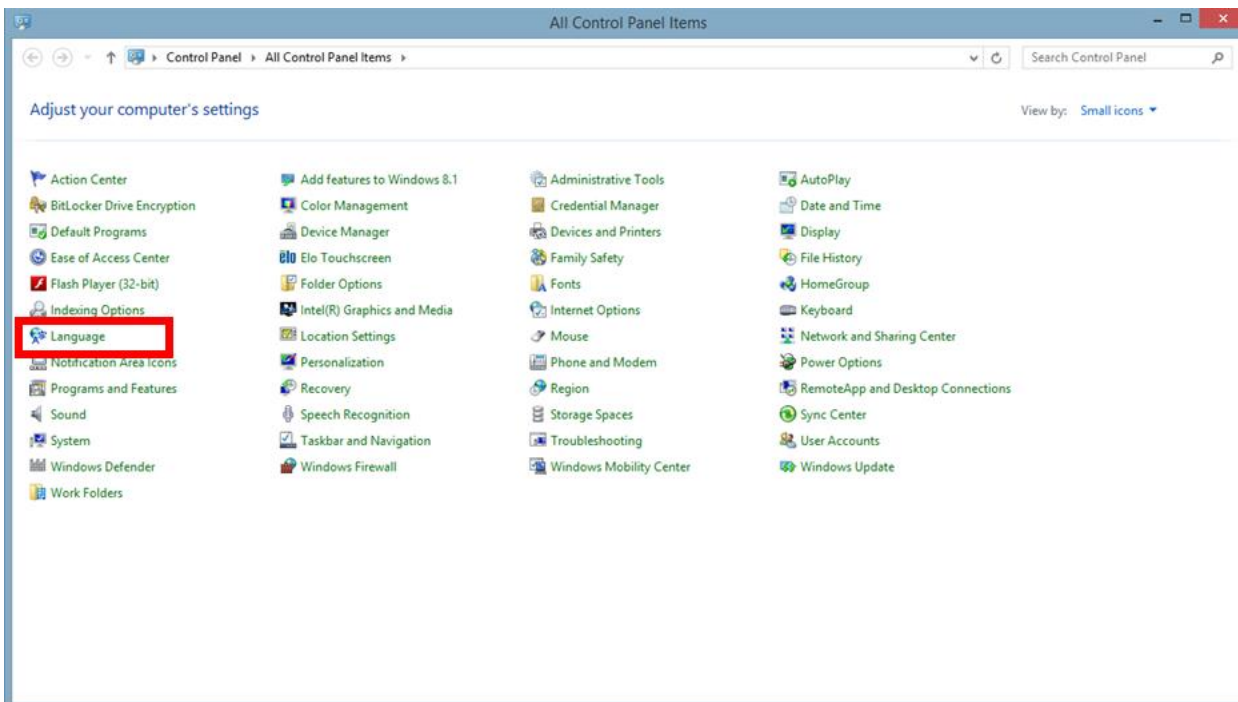 All Control Panel Items
Control Panel All Control Panel Items Search Control Panel
Adjust your computer's settings View by: Small icons
Action Center Add features to Windows 8.1 Administrative Tools AutoPlay
BitLocker Drive Encryption Color Management Credential Manager Date and Time
Default Programs Device Manager Devices and Printers Display
Ease of Access Center elo Elo Touchscreen Family Safety File History
Flash Player (32-bit) Folder Options Fonts HomeGroup
Indexing Options Intel(R) Graphics and Media Internet Options Keyboard
Language Location Settings Mouse Network and Sharing Center
Notification Area Icons Personalization Phone and Modem Power Options
Programs and Features Recovery Region RemoteApp and Desktop Connections
Sound Speech Recognition Storage Spaces Sync Center
System Taskbar and Navigation Troubleshooting User Accounts
Windows Defender Windows Firewall Windows Mobility Center Windows Update
Work Folders